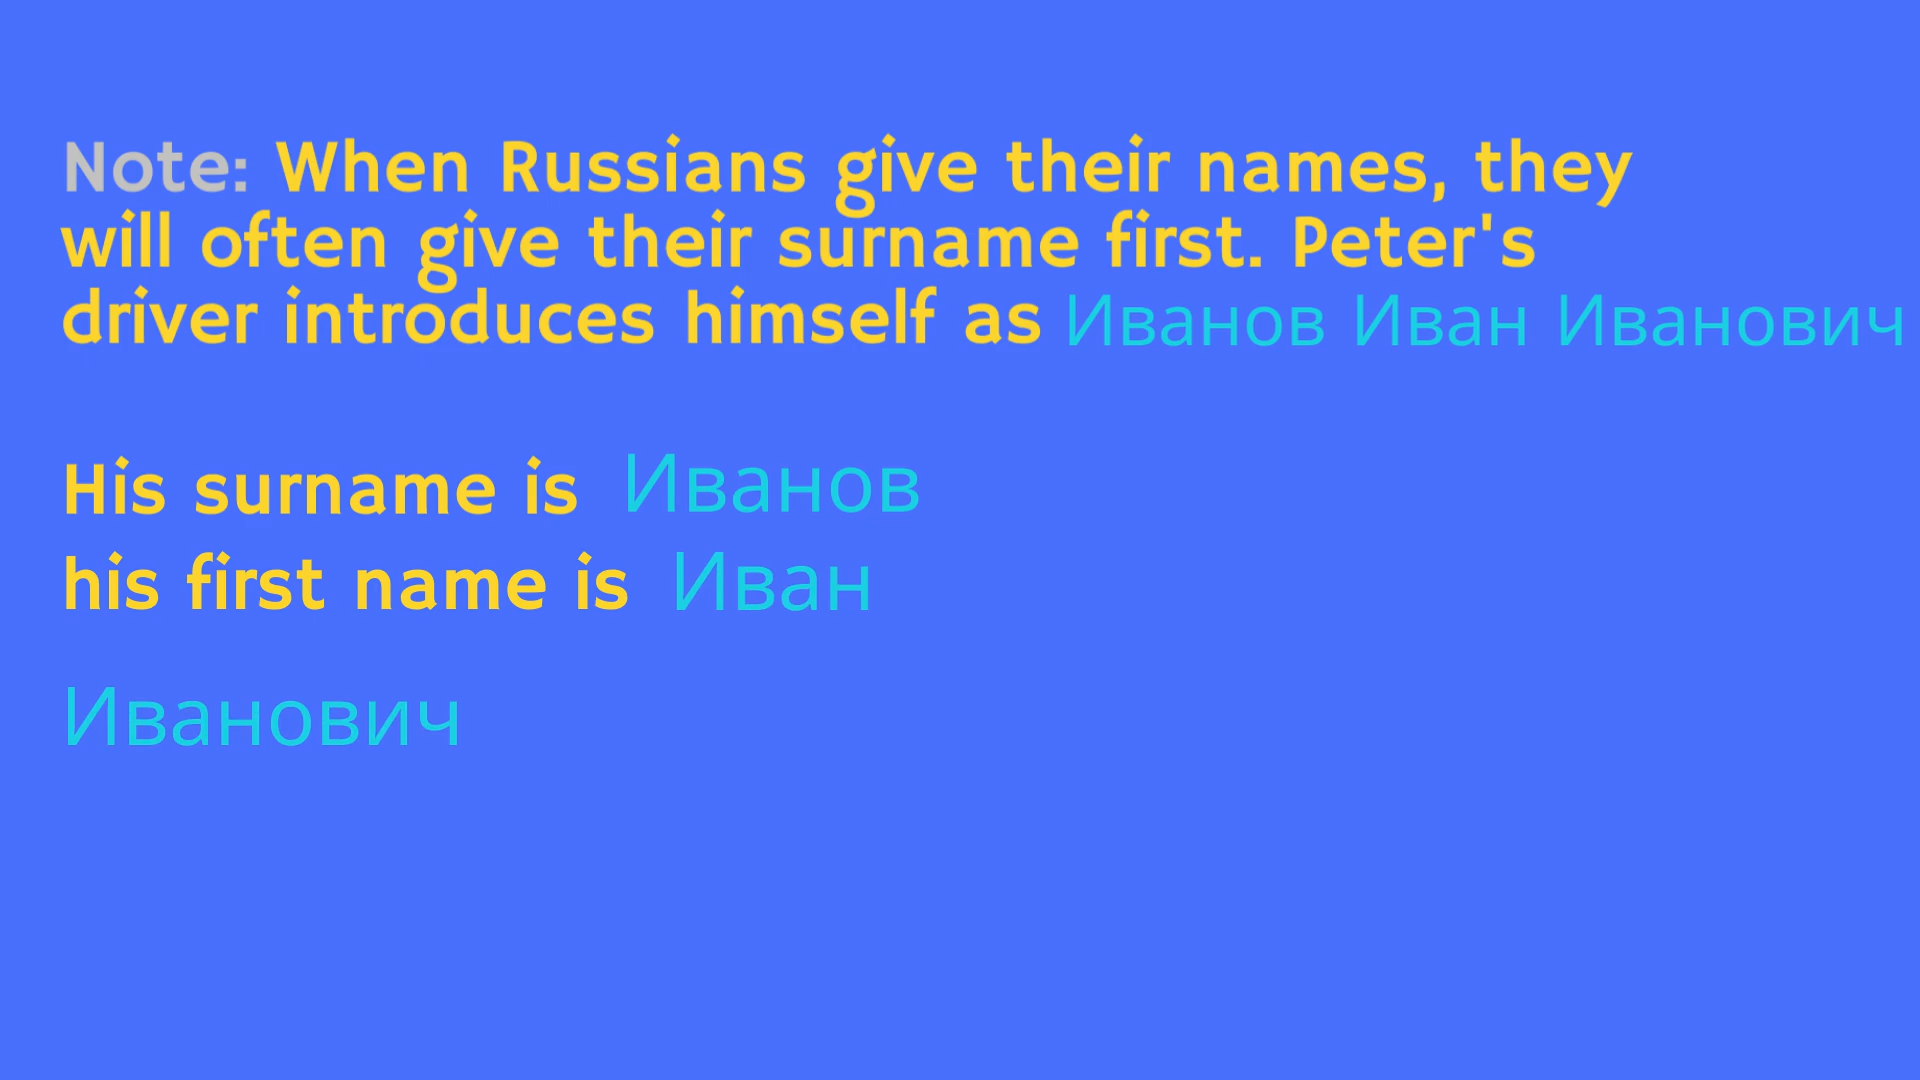 Note: When Russians give their names, they
will often give their surname first. Peter's
driver introduces himself as Иванов Иван Иванович
His surname is Иванов
his first name is Иван
Иванович